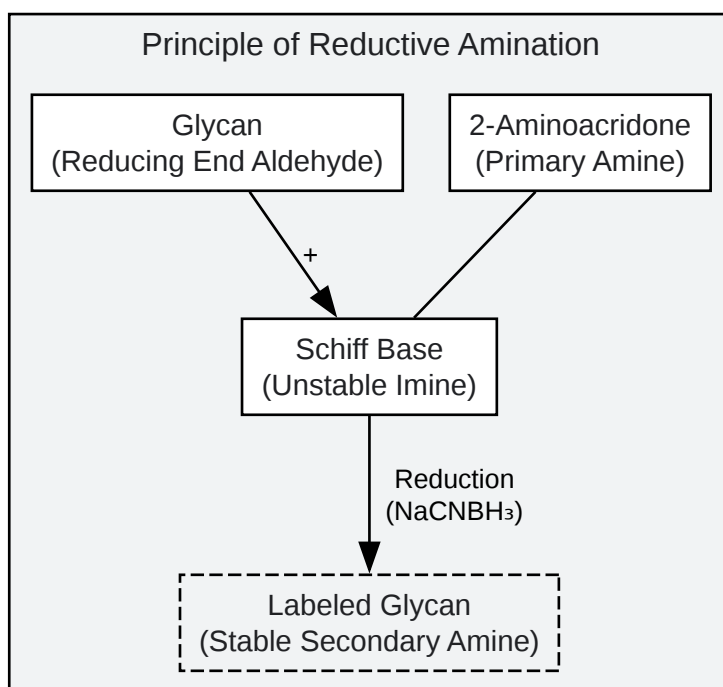 Principle of Reductive Amination
Glycan
(Reducing End Aldehyde)
2-Aminoacridone
(Primary Amine)
+
Schiff Base
(Unstable Imine)
Reduction
(NaCNBH₃)
Labeled Glycan
(Stable Secondary Amine)